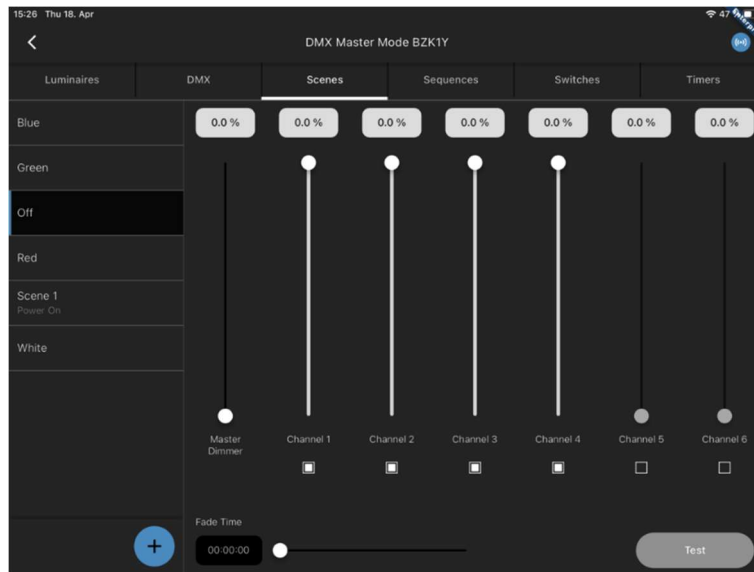 15:26 Thu 18. Apr
47
DMX Master Mode BZK1Y
Luminaires DMX Scenes Sequences Switches Timers
Blue
Green
Off
Red
Scene 1
Power On
White
0.0 % 0.0 % 0.0 % 0.0 % 0.0 % 0.0 % 0.0 %
Master
Dimmer
Channel 1 Channel 2 Channel 3 Channel 4 Channel 5 Channel 6
Fade Time
00:00:00
Test
+